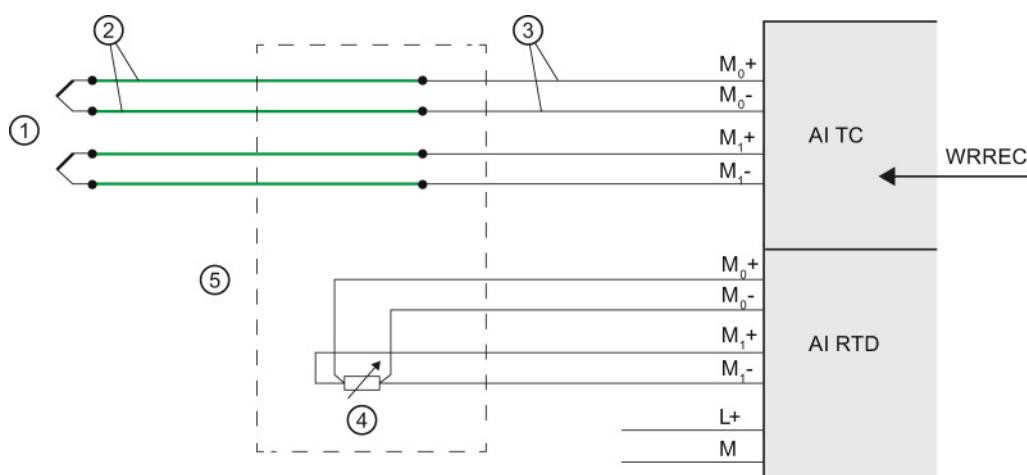 ② ③
M₀+
M₀-
① AI TC
M₁+
WRREC
M₁-
M₀+
⑤
M₀-
M₁+
AI RTD
M₁-
④
L+
M